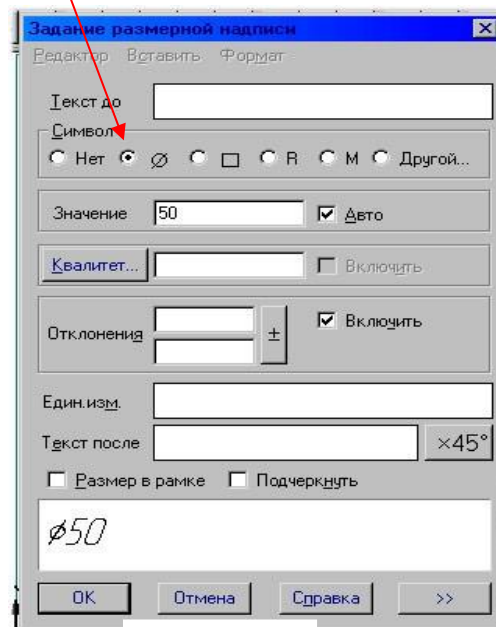 Задание размерной надписи
Редактор Вставить Формат
Текст до
Символ
Нет ⌀ □ R M Другой...
Значение 50 Авто
Квалитет... Включить
Отклонения ± Включить
Един.изм.
Текст после ×45°
Размер в рамке Подчеркнуть
⌀50
OK Отмена Справка >>